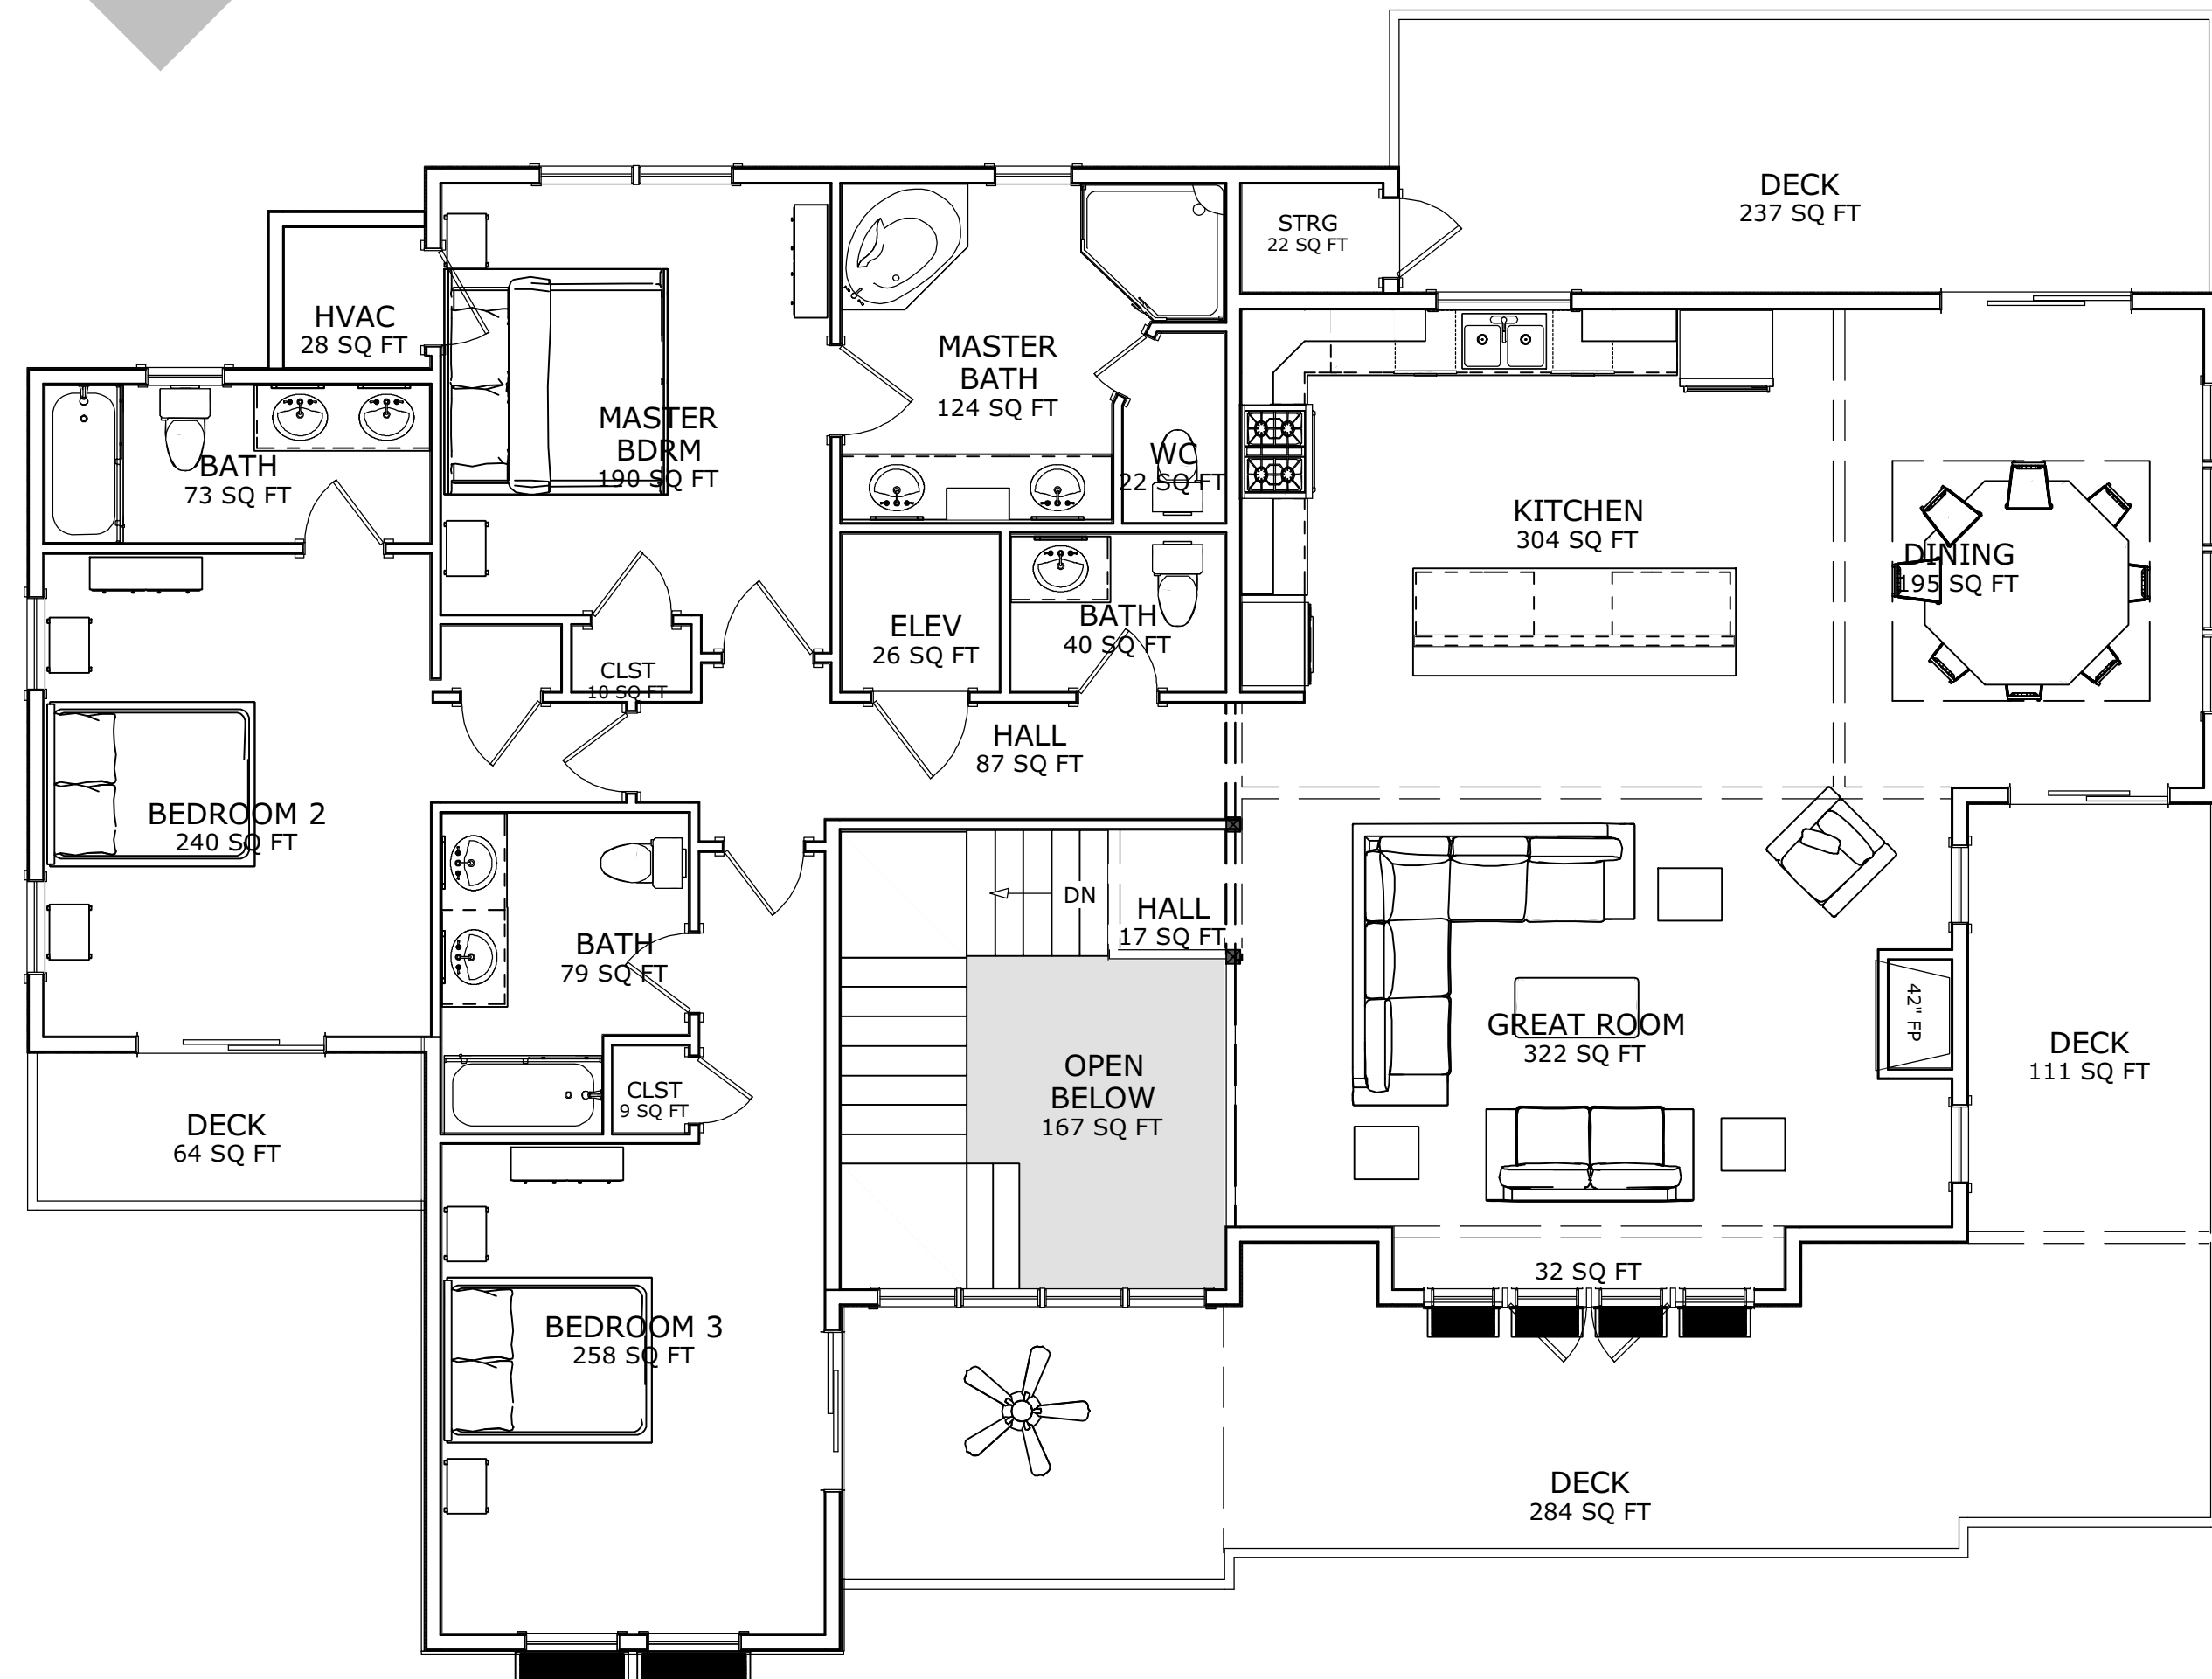 DECK
237 SQ FT
STRG
22 SQ FT
HVAC
28 SQ FT
MASTER
BATH
124 SQ FT
MASTER
BDRM
190 SQ FT
BATH
73 SQ FT
WC
22 SQ FT
KITCHEN
304 SQ FT
DINING
195 SQ FT
ELEV
26 SQ FT
BATH
40 SQ FT
CLST
10 SQ FT
HALL
87 SQ FT
BEDROOM 2
240 SQ FT
DN
HALL
17 SQ FT
BATH
79 SQ FT
GREAT ROOM
322 SQ FT
42" FP
DECK
111 SQ FT
OPEN
BELOW
167 SQ FT
CLST
9 SQ FT
DECK
64 SQ FT
32 SQ FT
BEDROOM 3
258 SQ FT
DECK
284 SQ FT